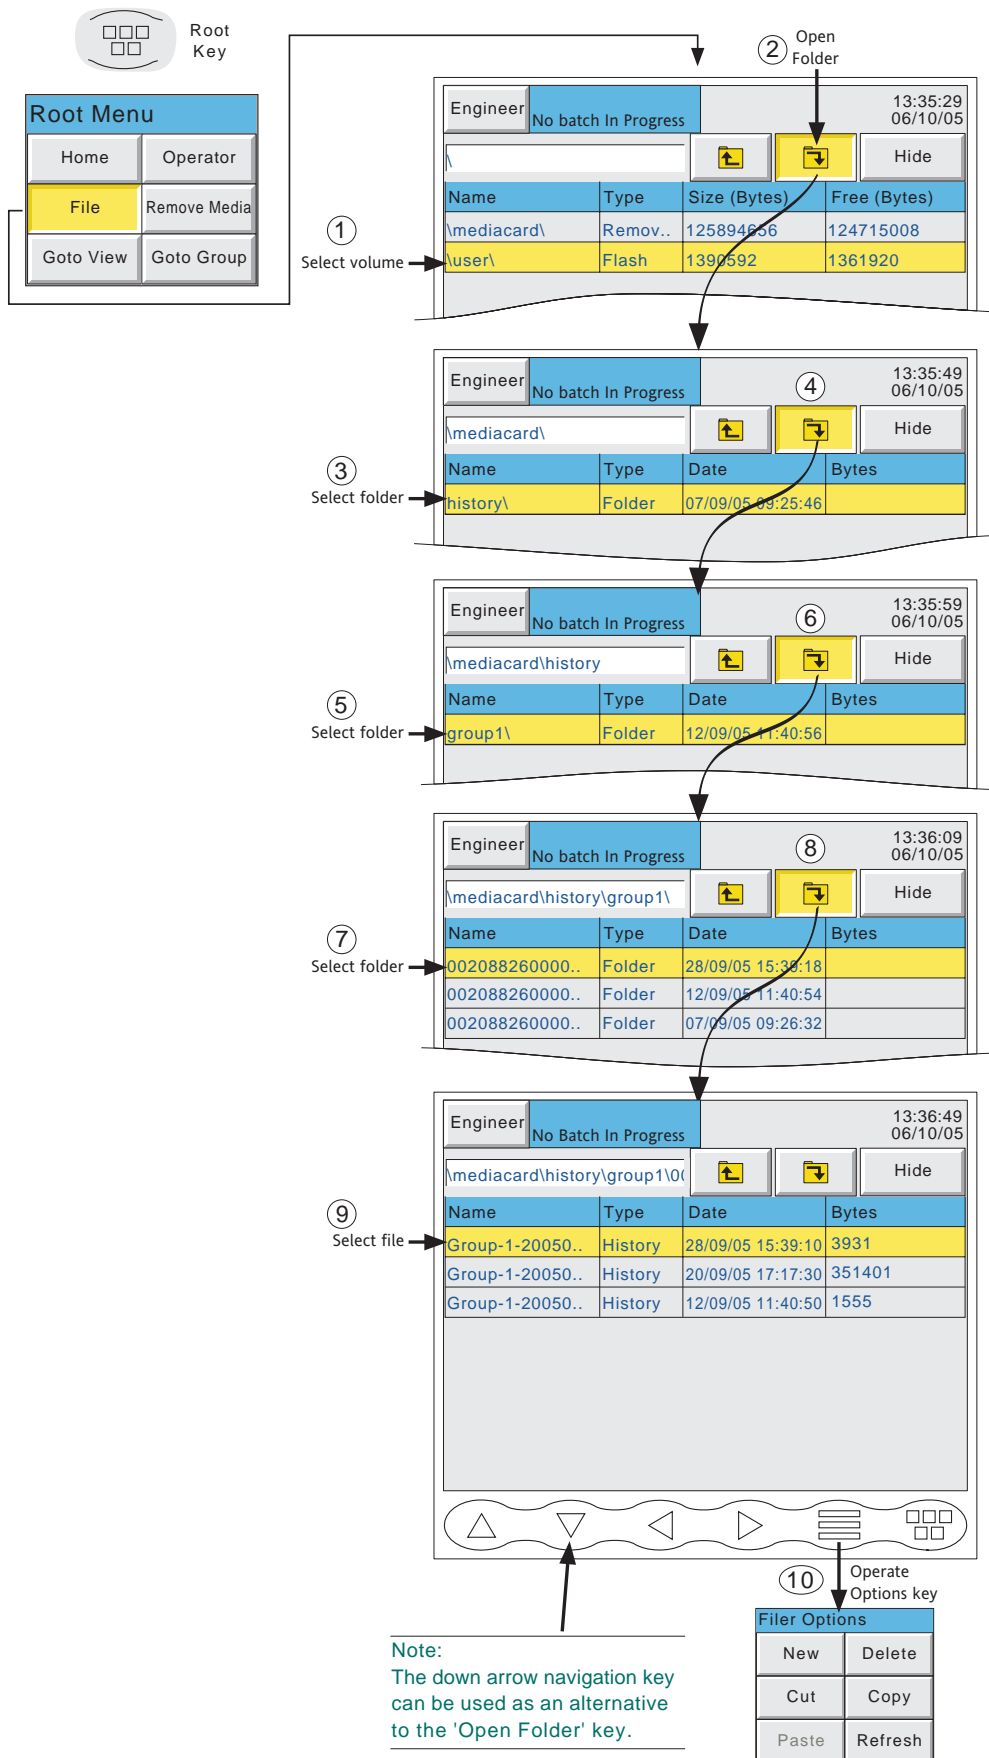 Root
Key
Root Menu
Home
Operator
File
Remove Media
Goto View
Goto Group
2
Open
Folder
Engineer
No batch In Progress
13:35:29
06/10/05
\
Hide
Name Type Size (Bytes) Free (Bytes)
1
Select volume
\mediacard\ Remov.. 125894656 124715008
\user\ Flash 1390592 1361920
Engineer
No batch In Progress
4
13:35:49
06/10/05
\mediacard\
Hide
Name Type Date Bytes
3
Select folder
history\ Folder 07/09/05 09:25:46
Engineer
No batch In Progress
6
13:35:59
06/10/05
\mediacard\history
Hide
Name Type Date Bytes
5
Select folder
group1\ Folder 12/09/05 11:40:56
Engineer
No batch In Progress
8
13:36:09
06/10/05
\mediacard\history\group1\
Hide
Name Type Date Bytes
7
Select folder
002088260000.. Folder 28/09/05 15:39:18
002088260000.. Folder 12/09/05 11:40:54
002088260000.. Folder 07/09/05 09:26:32
Engineer
No Batch In Progress
13:36:49
06/10/05
\mediacard\history\group1\00
Hide
Name Type Date Bytes
9
Select file
Group-1-20050.. History 28/09/05 15:39:10 3931
Group-1-20050.. History 20/09/05 17:17:30 351401
Group-1-20050.. History 12/09/05 11:40:50 1555
10
Operate
Options key
Filer Options
New
Delete
Cut
Copy
Paste
Refresh
Note:
The down arrow navigation key
can be used as an alternative
to the 'Open Folder' key.